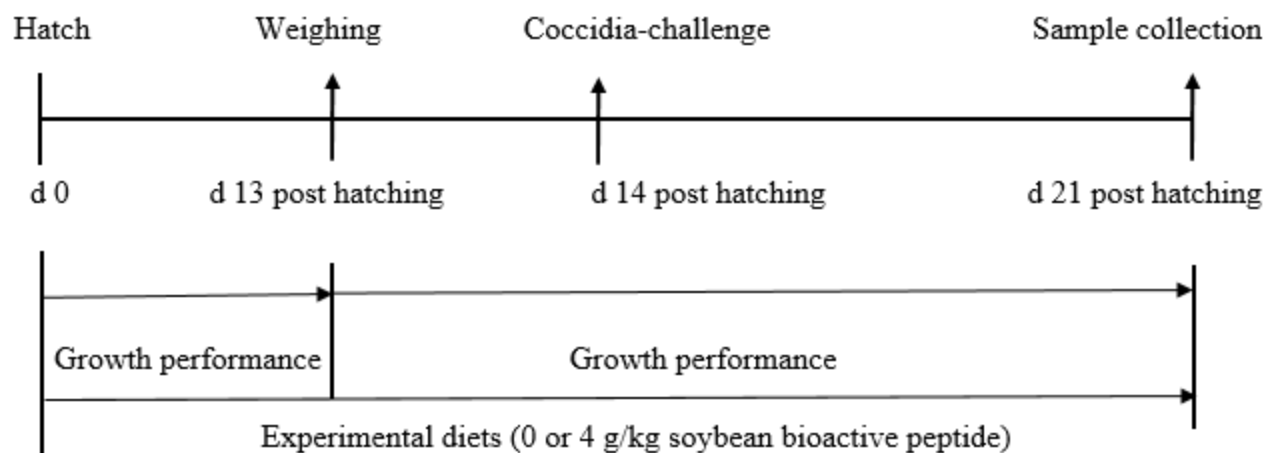 Hatch Weighing Coccidia-challenge Sample collection
d 0 d 13 post hatching d 14 post hatching d 21 post hatching
Growth performance Growth performance
Experimental diets (0 or 4 g/kg soybean bioactive peptide)